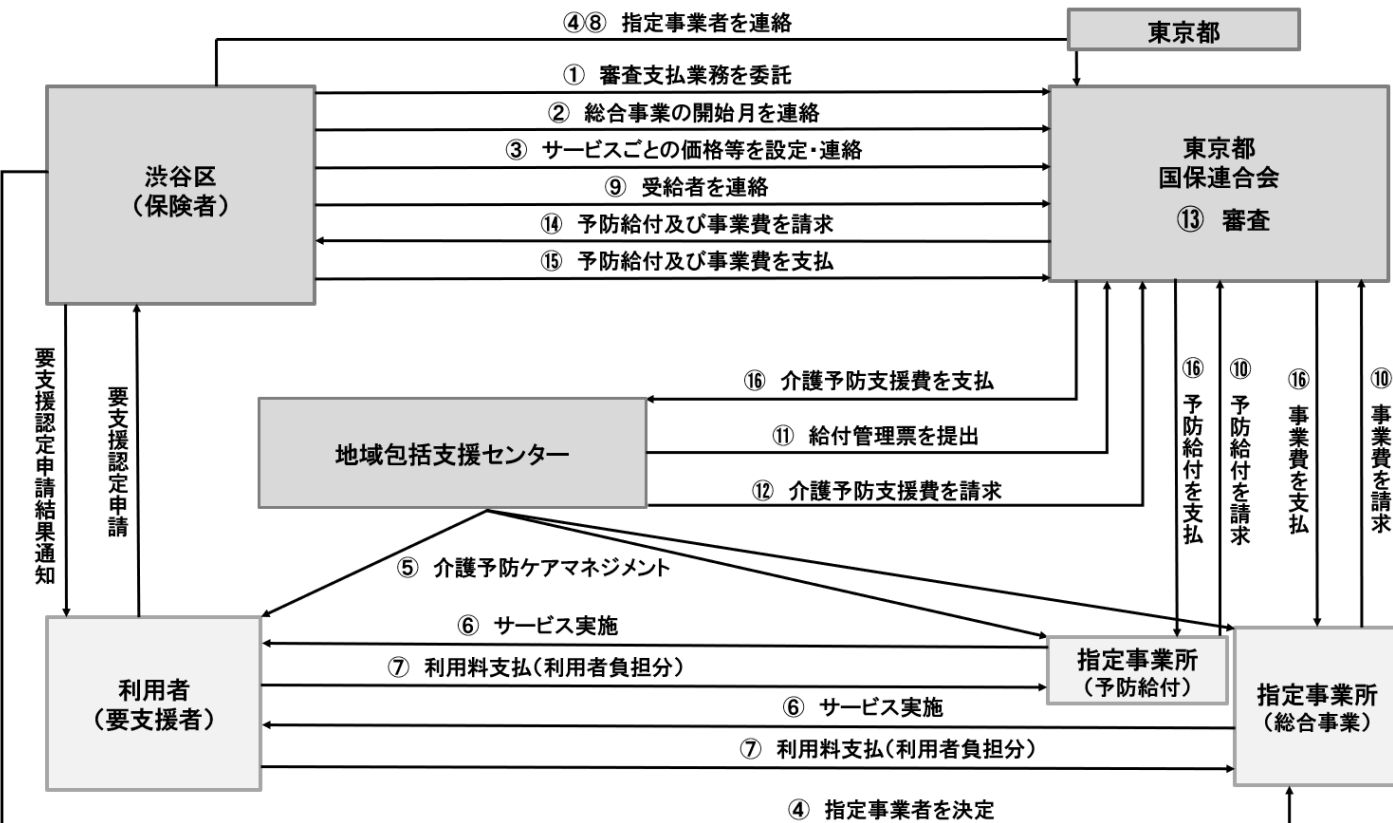 ④⑧ 指定事業者を連絡
東京都
① 審査支払業務を委託
② 総合事業の開始月を連絡
③ サービスごとの価格等を設定・連絡
⑨ 受給者を連絡
⑭ 予防給付及び事業費を請求
⑮ 予防給付及び事業費を支払
渋谷区
（保険者）
東京都
国保連合会
⑬ 審査
要支援認定申請結果通知
要支援認定申請
⑯ 介護予防支援費を支払
⑪ 給付管理票を提出
⑫ 介護予防支援費を請求
地域包括支援センター
⑯ 予防給付を支払
⑩ 予防給付を請求
⑯ 事業費を支払
⑩ 事業費を請求
⑤ 介護予防ケアマネジメント
⑥ サービス実施
⑦ 利用料支払（利用者負担分）
利用者
（要支援者）
指定事業所
（予防給付）
⑥ サービス実施
⑦ 利用料支払（利用者負担分）
指定事業所
（総合事業）
④ 指定事業者を決定